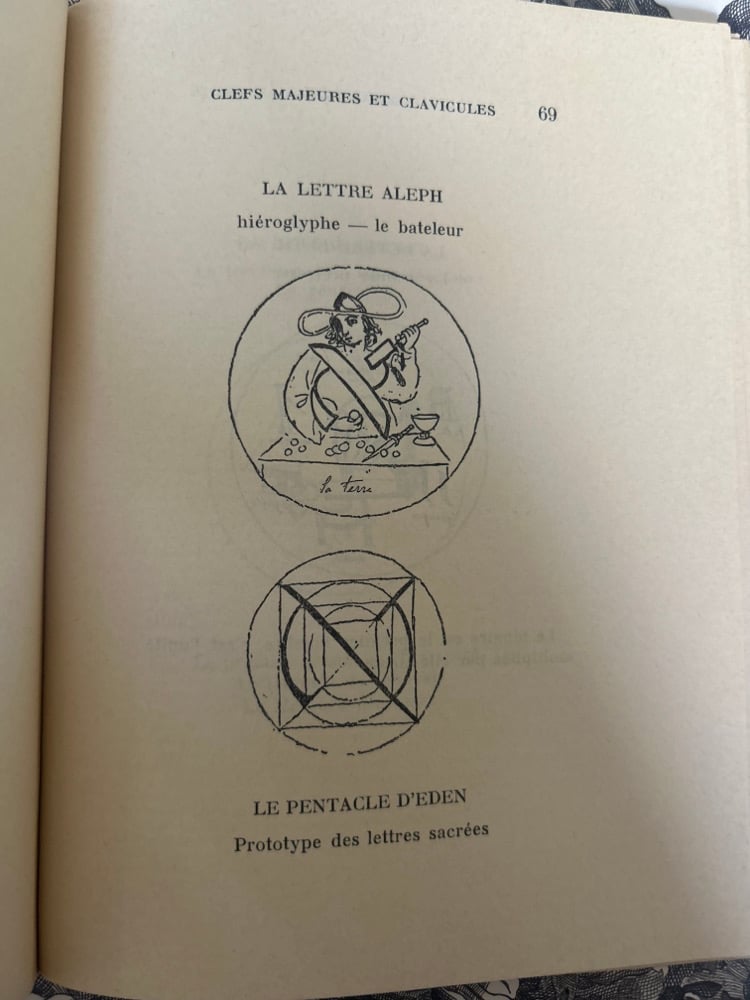 CLEFS MAJEURES ET CLAVICULES 69
LA LETTRE ALEPH
hiéroglyphe — le bateleur
la terre
LE PENTACLE D'EDEN
Prototype des lettres sacrées